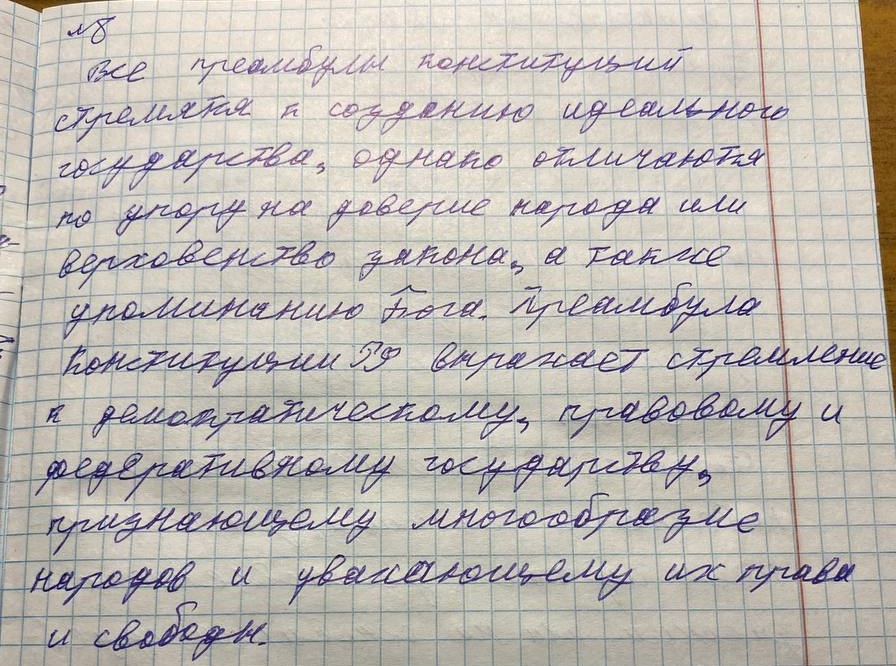 №8
Все преамбулы конституций
стремятся к созданию идеального
государства, однако отличаются
по упору на доверие народа или
верховенство закона, а также
упоминанию Бога. Преамбула
Конституции РФ выражает стремление
к демократическому, правовому и
федеративному государству,
признающему многообразие
народов и уважающему их права
и свободы.